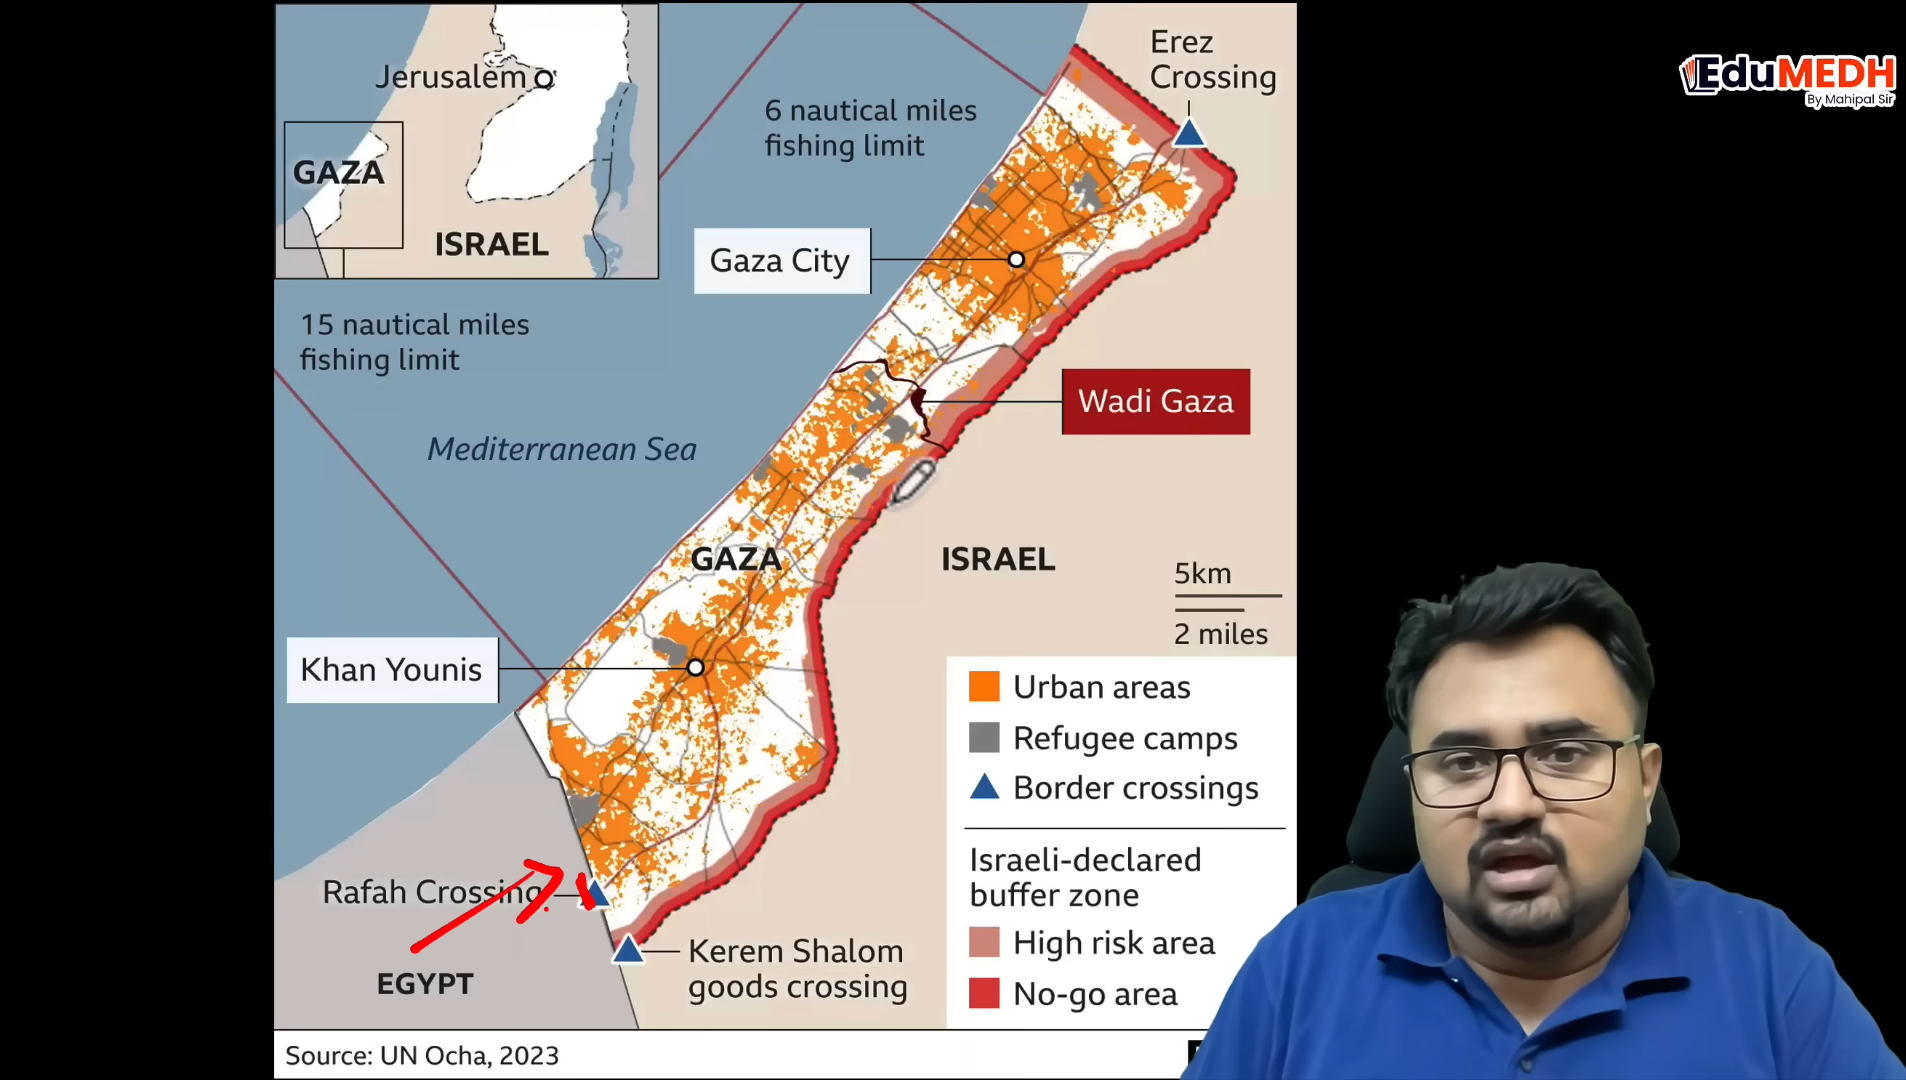 Jerusalem
GAZA
ISRAEL
6 nautical miles
fishing limit
Erez
Crossing
EduMEDH
By Mahipal Sir
Gaza City
15 nautical miles
fishing limit
Wadi Gaza
Mediterranean Sea
GAZA
ISRAEL
5km
2 miles
Khan Younis
Urban areas
Refugee camps
Border crossings
Israeli-declared
buffer zone
High risk area
No-go area
Rafah Crossing
Kerem Shalom
goods crossing
EGYPT
Source: UN Ocha, 2023